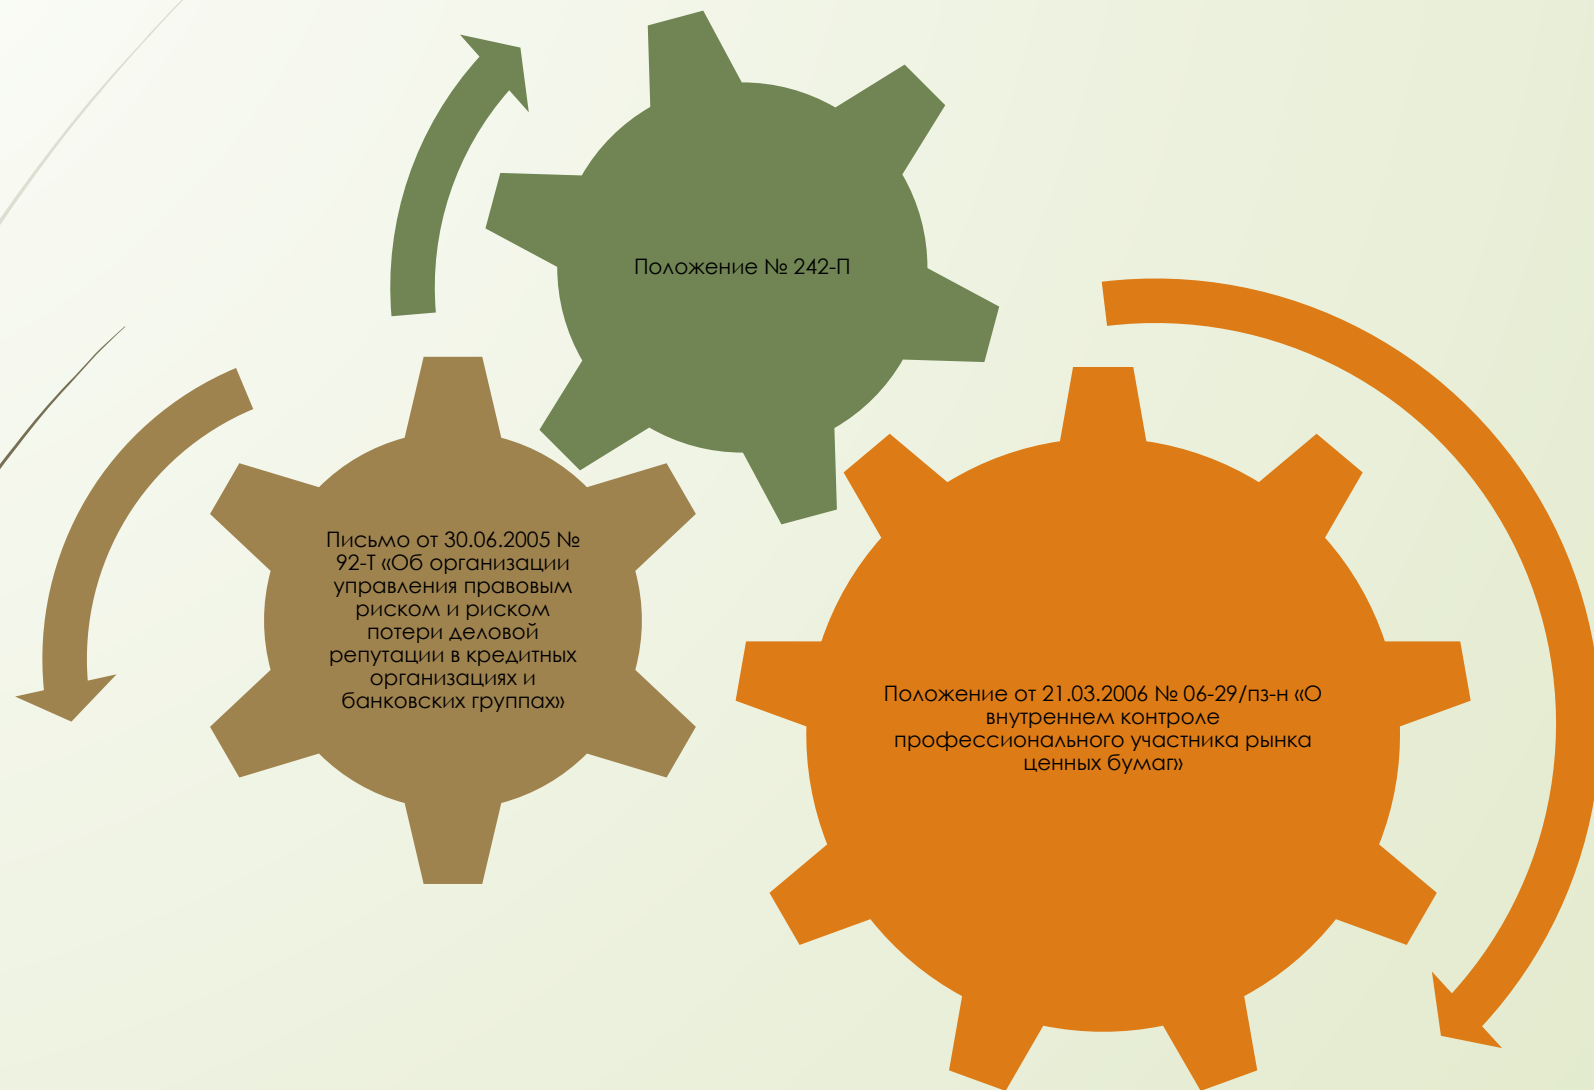 Положение № 242-П
Письмо от 30.06.2005 №
92-Т «Об организации
управления правовым
риском и риском
потери деловой
репутации в кредитных
организациях и
банковских группах»
Положение от 21.03.2006 № 06-29/пз-н «О
внутреннем контроле
профессионального участника рынка
ценных бумаг»